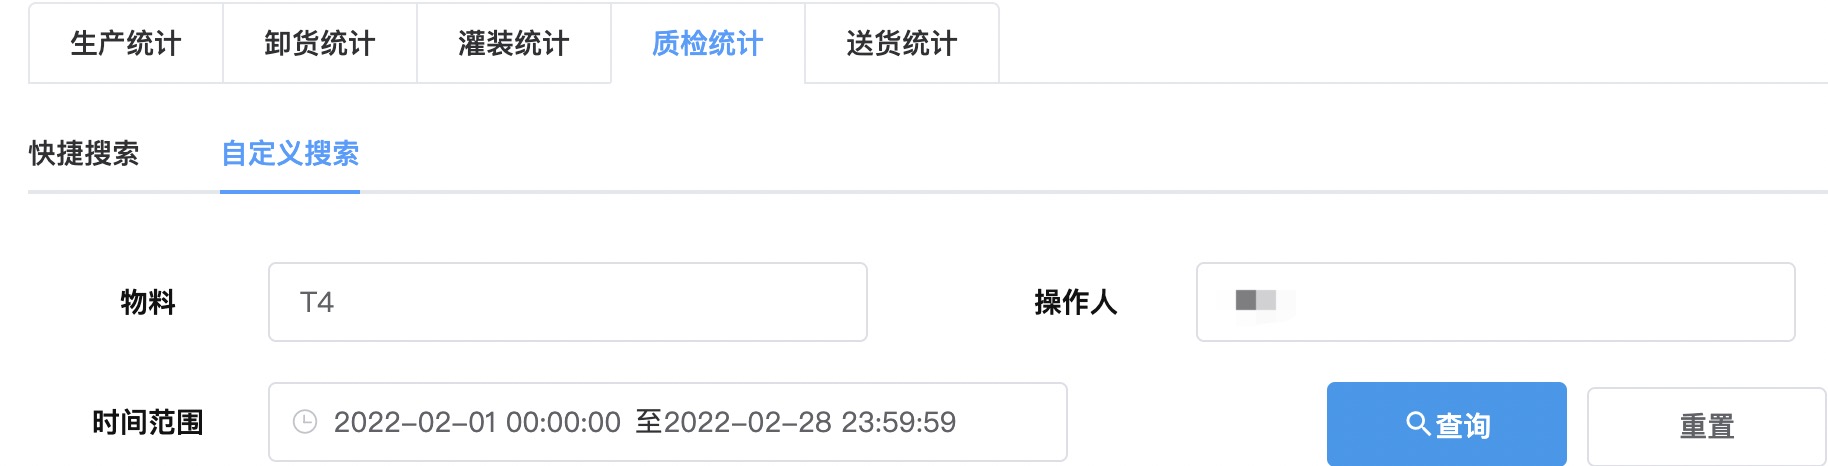 生产统计 卸货统计 灌装统计 质检统计 送货统计
快捷搜索 自定义搜索
物料 T4 操作人
时间范围 2022-02-01 00:00:00 至2022-02-28 23:59:59 查询 重置